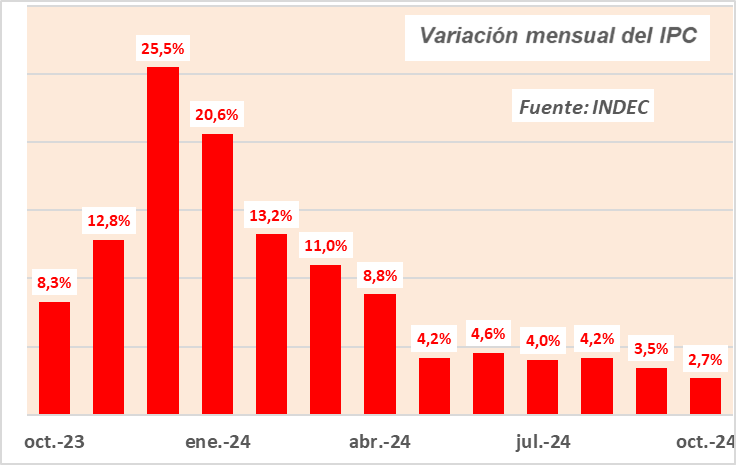 Variación mensual del IPC
Fuente: INDEC
25,5%
20,6%
12,8%
13,2%
11,0%
8,3%
8,8%
4,2%
4,6%
4,0%
4,2%
3,5%
2,7%
oct.-23
ene.-24
abr.-24
jul.-24
oct.-24